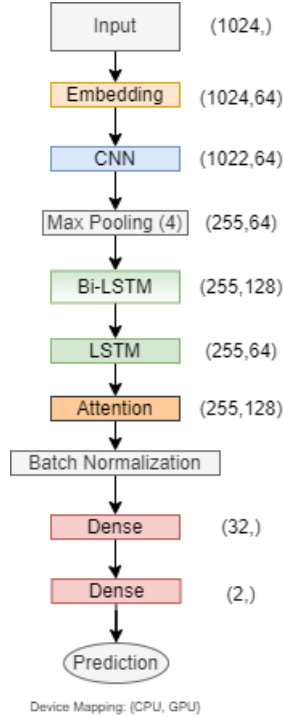 Input (1024,)
Embedding (1024,64)
CNN (1022,64)
Max Pooling (4) (255,64)
Bi-LSTM (255,128)
LSTM (255,64)
Attention (255,128)
Batch Normalization
Dense (32,)
Dense (2,)
Prediction
Device Mapping: {CPU, GPU}